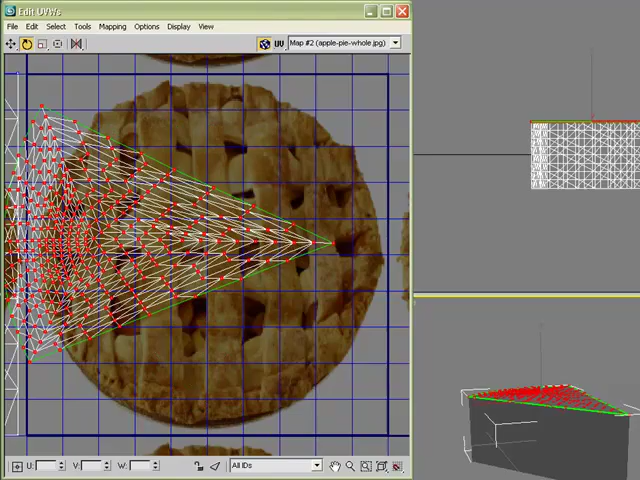 Edit UVWs
File Edit Select Tools Mapping Options Display View
UV Map #2 (apple-pie-whole.jpg)
U: V: W: All IDs